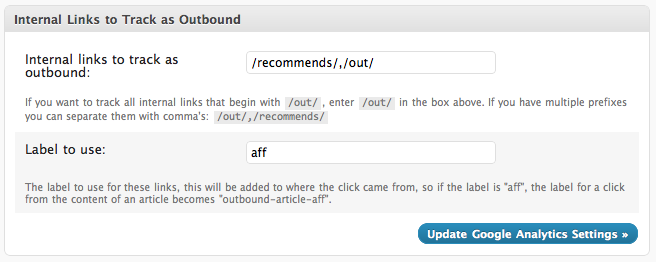 Internal Links to Track as Outbound
Internal links to track as
outbound:
/recommends/,/out/
If you want to track all internal links that begin with /out/ , enter /out/ in the box above. If you have multiple prefixes
you can separate them with comma's: /out/,/recommends/
Label to use:
aff
The label to use for these links, this will be added to where the click came from, so if the label is "aff", the label for a click
from the content of an article becomes "outbound-article-aff".
Update Google Analytics Settings »